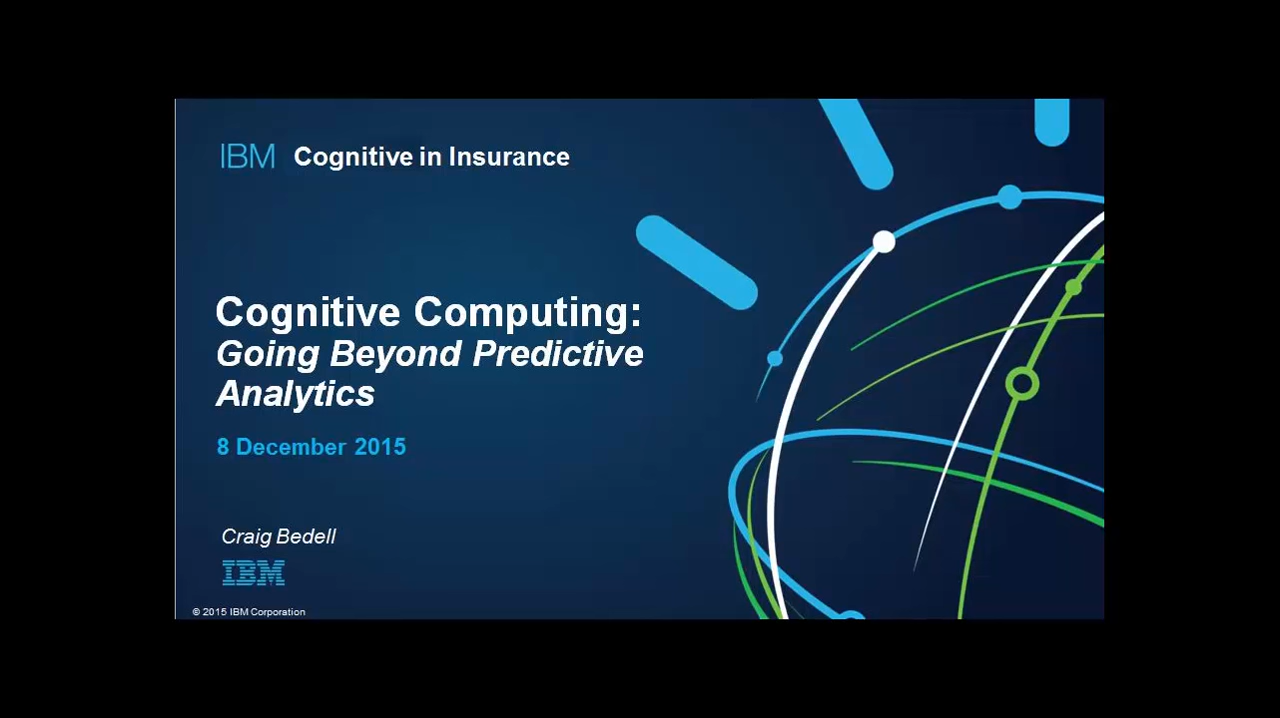 IBM Cognitive in Insurance
Cognitive Computing:
Going Beyond Predictive
Analytics
8 December 2015
Craig Bedell
IBM
© 2015 IBM Corporation